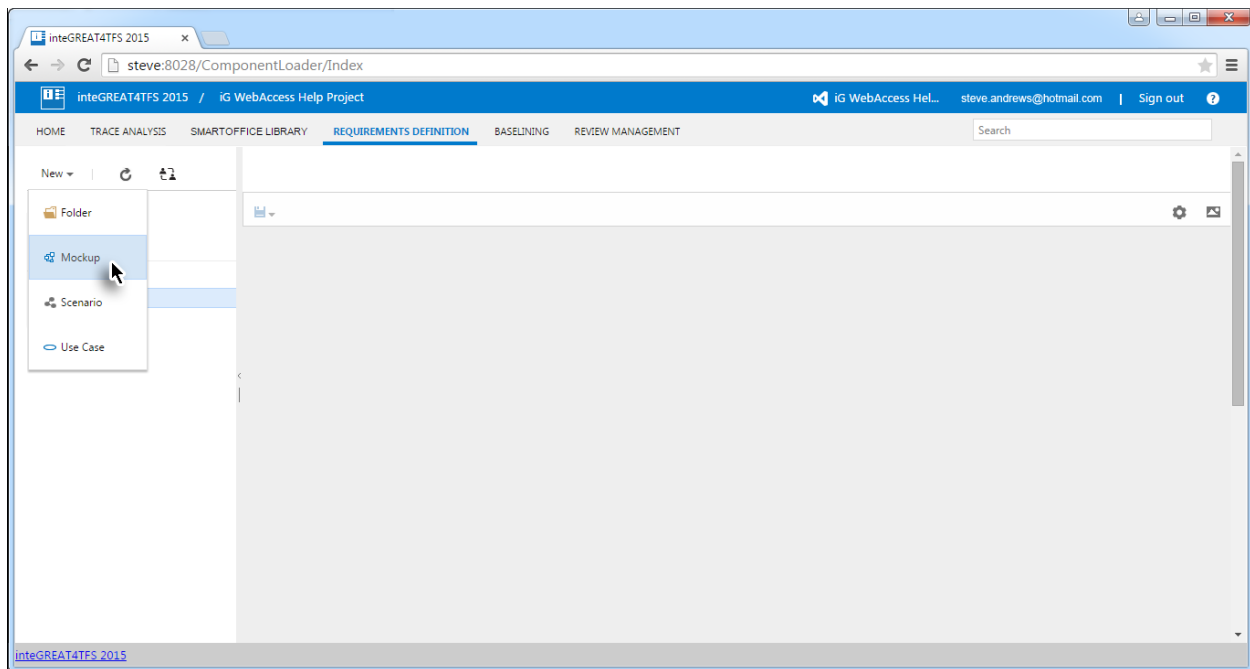 inteGREAT4TFS 2015
steve:8028/ComponentLoader/Index
inteGREAT4TFS 2015 / iG WebAccess Help Project iG WebAccess Hel... steve.andrews@hotmail.com | Sign out ?
HOME TRACE ANALYSIS SMARTOFFICE LIBRARY REQUIREMENTS DEFINITION BASELINING REVIEW MANAGEMENT Search
New
Folder
Mockup
Scenario
Use Case
inteGREAT4TFS 2015